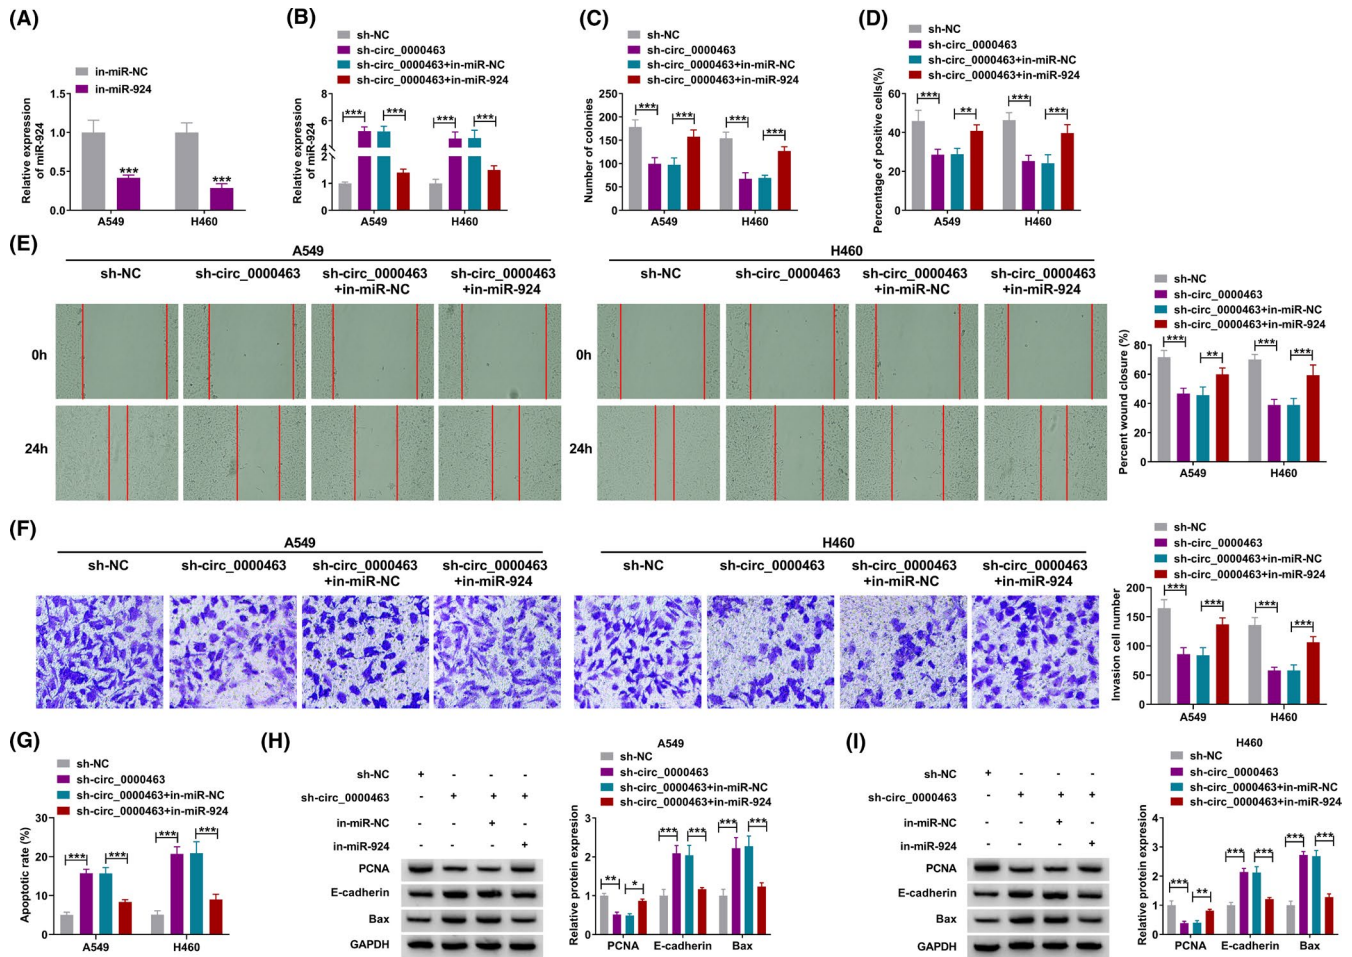 (A)
in-miR-NC
in-miR-924
Relative expression
of miR-924
1.5
1.0
0.5
0.0
***
***
A549
H460
(B)
sh-NC
sh-circ_0000463
sh-circ_0000463+in-miR-NC
sh-circ_0000463+in-miR-924
Relative expression
of miR-924
8
6
4
2
2
1
0
***
***
***
***
A549
H460
(C)
sh-NC
sh-circ_0000463
sh-circ_0000463+in-miR-NC
sh-circ_0000463+in-miR-924
Number of colonies
250
200
150
100
50
0
***
***
***
***
A549
H460
(D)
sh-NC
sh-circ_0000463
sh-circ_0000463+in-miR-NC
sh-circ_0000463+in-miR-924
Percentage of positive cells(%)
60
40
20
0
***
**
***
***
A549
H460
(E)
A549
sh-NC
sh-circ_0000463
sh-circ_0000463
+in-miR-NC
sh-circ_0000463
+in-miR-924
0h
24h
H460
sh-NC
sh-circ_0000463
sh-circ_0000463
+in-miR-NC
sh-circ_0000463
+in-miR-924
0h
24h
sh-NC
sh-circ_0000463
sh-circ_0000463+in-miR-NC
sh-circ_0000463+in-miR-924
Percent wound closure (%)
80
60
40
20
0
***
**
***
***
A549
H460
(F)
A549
sh-NC
sh-circ_0000463
sh-circ_0000463
+in-miR-NC
sh-circ_0000463
+in-miR-924
H460
sh-NC
sh-circ_0000463
sh-circ_0000463
+in-miR-NC
sh-circ_0000463
+in-miR-924
sh-NC
sh-circ_0000463
sh-circ_0000463+in-miR-NC
sh-circ_0000463+in-miR-924
Invasion cell number
200
150
100
50
0
***
***
***
***
A549
H460
(G)
sh-NC
sh-circ_0000463
sh-circ_0000463+in-miR-NC
sh-circ_0000463+in-miR-924
Apoptotic rate (%)
30
20
10
0
***
***
***
***
A549
H460
(H)
sh-NC + - - -
sh-circ_0000463 - + + +
in-miR-NC - - + -
in-miR-924 - - - +
PCNA
E-cadherin
Bax
GAPDH
A549
sh-NC
sh-circ_0000463
sh-circ_0000463+in-miR-NC
sh-circ_0000463+in-miR-924
Relative protein expression
3
2
1
0
**
*
***
***
***
***
PCNA
E-cadherin
Bax
(I)
sh-NC + - - -
sh-circ_0000463 - + + +
in-miR-NC - - + -
in-miR-924 - - - +
PCNA
E-cadherin
Bax
GAPDH
H460
sh-NC
sh-circ_0000463
sh-circ_0000463+in-miR-NC
sh-circ_0000463+in-miR-924
Relative protein expression
4
3
2
1
0
***
**
***
***
***
***
PCNA
E-cadherin
Bax